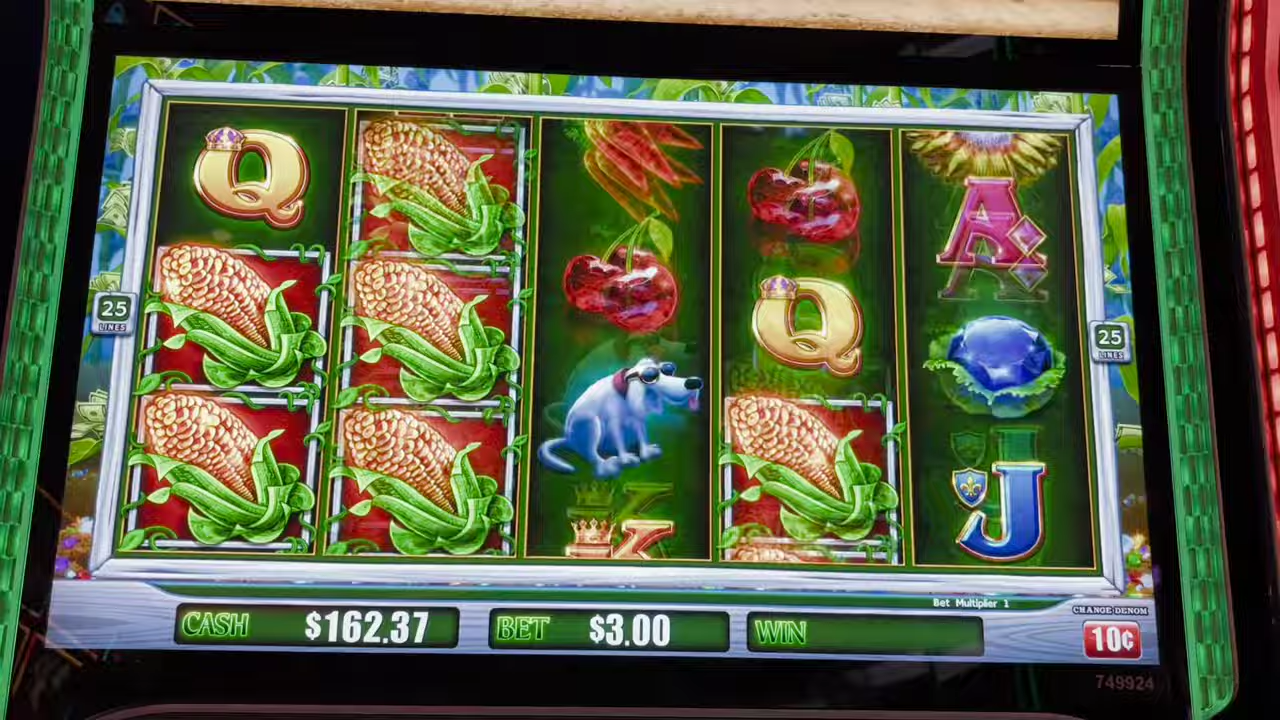 Q
A
25
LINES
25
LINES
Q
K
J
Bet Multiplier 1
CHANGE DENOM
CASH $162.37
BET $3.00
WIN
10¢
749924